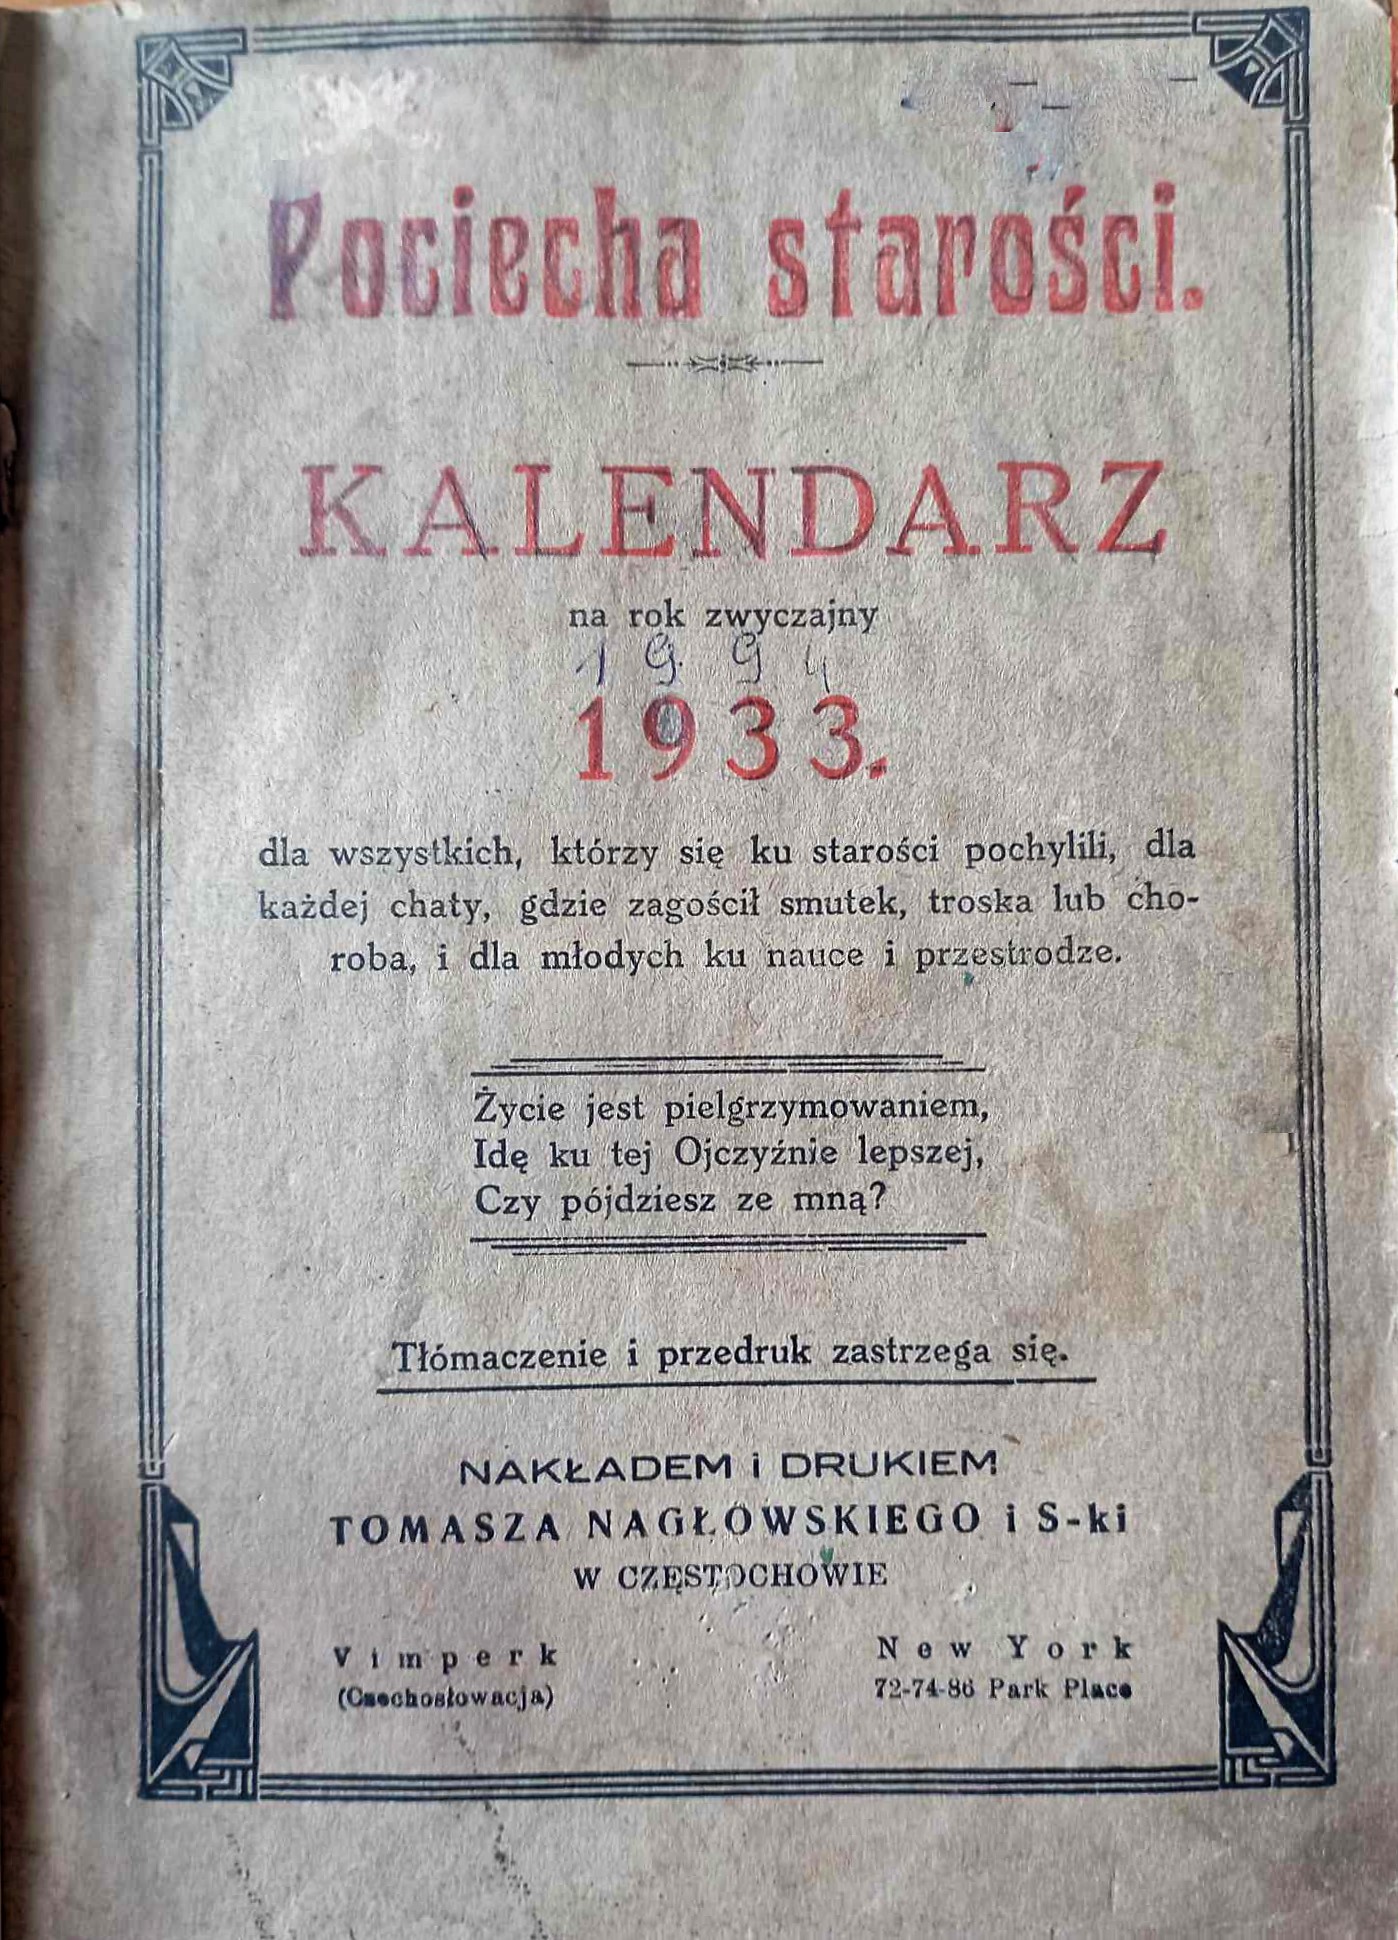 Pociecha starości.
KALENDARZ
na rok zwyczajny
1994
1933.
dla wszystkich, którzy się ku starości pochylili, dla
każdej chaty, gdzie zagościł smutek, troska lub cho-
roba, i dla młodych ku nauce i przestrodze.
Życie jest pielgrzymowaniem,
Idę ku tej Ojczyźnie lepszej,
Czy pójdziesz ze mną?
Tłómaczenie i przedruk zastrzega się.
NAKŁADEM i DRUKIEM
TOMASZA NAGŁOWSKIEGO i S-ki
W CZĘSTOCHOWIE
Vimperk
(Czechosłowacja)
New York
72-74-86 Park Place